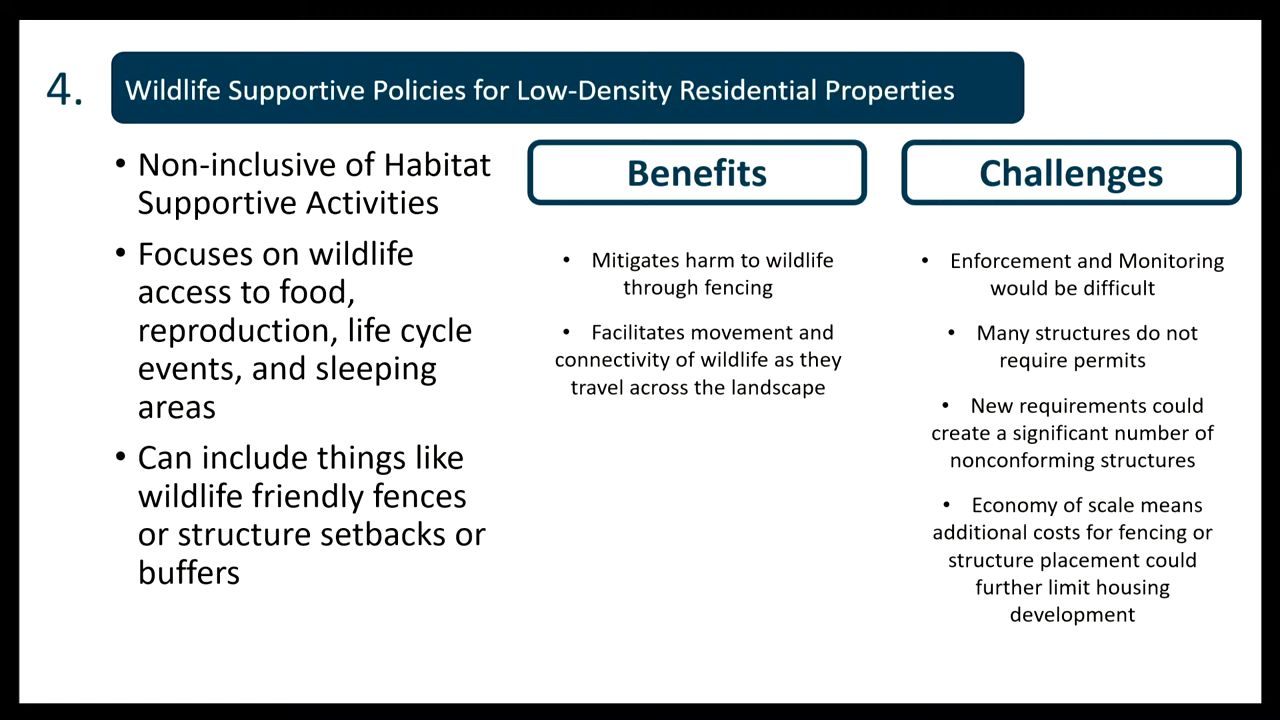 4.
Wildlife Supportive Policies for Low-Density Residential Properties
• Non-inclusive of Habitat
Supportive Activities
• Focuses on wildlife
access to food,
reproduction, life cycle
events, and sleeping
areas
• Can include things like
wildlife friendly fences
or structure setbacks or
buffers
Benefits
• Mitigates harm to wildlife
through fencing
• Facilitates movement and
connectivity of wildlife as they
travel across the landscape
Challenges
• Enforcement and Monitoring
would be difficult
• Many structures do not
require permits
• New requirements could
create a significant number of
nonconforming structures
• Economy of scale means
additional costs for fencing or
structure placement could
further limit housing
development